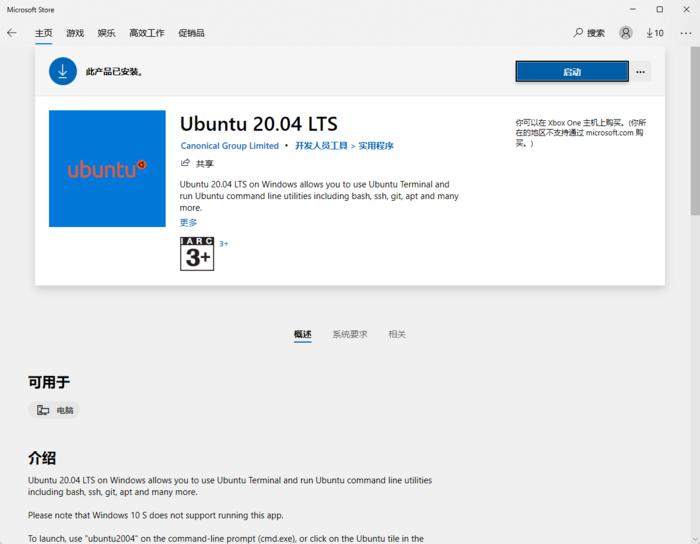 Microsoft Store
主页 游戏 娱乐 高效工作 促销品 搜索 10
此产品已安装。 启动
ubuntu
Ubuntu 20.04 LTS
Canonical Group Limited • 开发人员工具 > 实用程序
共享
Ubuntu 20.04 LTS on Windows allows you to use Ubuntu Terminal and
run Ubuntu command line utilities including bash, ssh, git, apt and many
more.
更多
IARC
3+
3+
你可以在 Xbox One 主机上购买。(你所
在的地区不支持通过 microsoft.com 购
买。)
概述 系统要求 相关
可用于
电脑
介绍
Ubuntu 20.04 LTS on Windows allows you to use Ubuntu Terminal and run Ubuntu command line utilities
including bash, ssh, git, apt and many more.
Please note that Windows 10 S does not support running this app.
To launch, use "ubuntu2004" on the command-line prompt (cmd.exe), or click on the Ubuntu tile in the